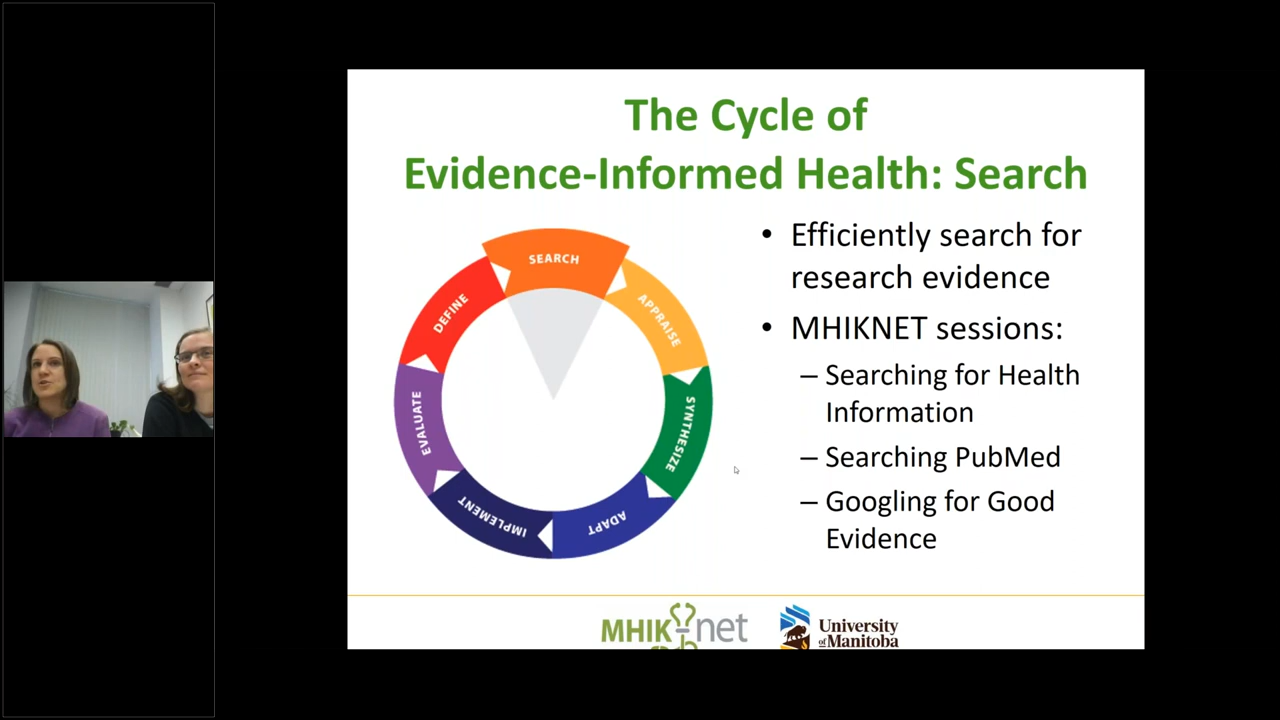 The Cycle of
Evidence-Informed Health: Search
SEARCH
APPRAISE
SYNTHESIZE
ADAPT
IMPLEMENT
EVALUATE
DEFINE
• Efficiently search for
research evidence
• MHIKNET sessions:
– Searching for Health
Information
– Searching PubMed
– Googling for Good
Evidence
MHIK-net
University
of Manitoba